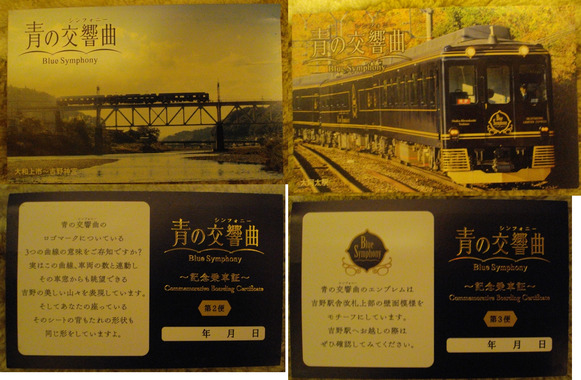 シンフォニー
青の交響曲
Blue Symphony
大和上市〜吉野神宮
シンフォニー
青の交響曲
Blue Symphony
シンフォニー
青の交響曲の
ロゴマークについている
3つの曲線の意味をご存知ですか?
実はこの曲線、車両の数と連動し
その車窓からも眺望できる
吉野の美しい山々を表現しています。
そしてあなたの座っている
そのシートの背もたれの形状も
同じ形をしていますよ。
シンフォニー
青の交響曲
Blue Symphony
〜記念乗車証〜
Commemorative Boarding Certificate
第2便
年 月 日
Blue
Symphony
青の交響曲のエンブレムは
吉野駅舎改札上部の壁面模様を
モチーフにしています。
吉野駅へお越しの際は
ぜひ確認してみてください。
シンフォニー
青の交響曲
Blue Symphony
〜記念乗車証〜
Commemorative Boarding Certificate
第3便
年 月 日